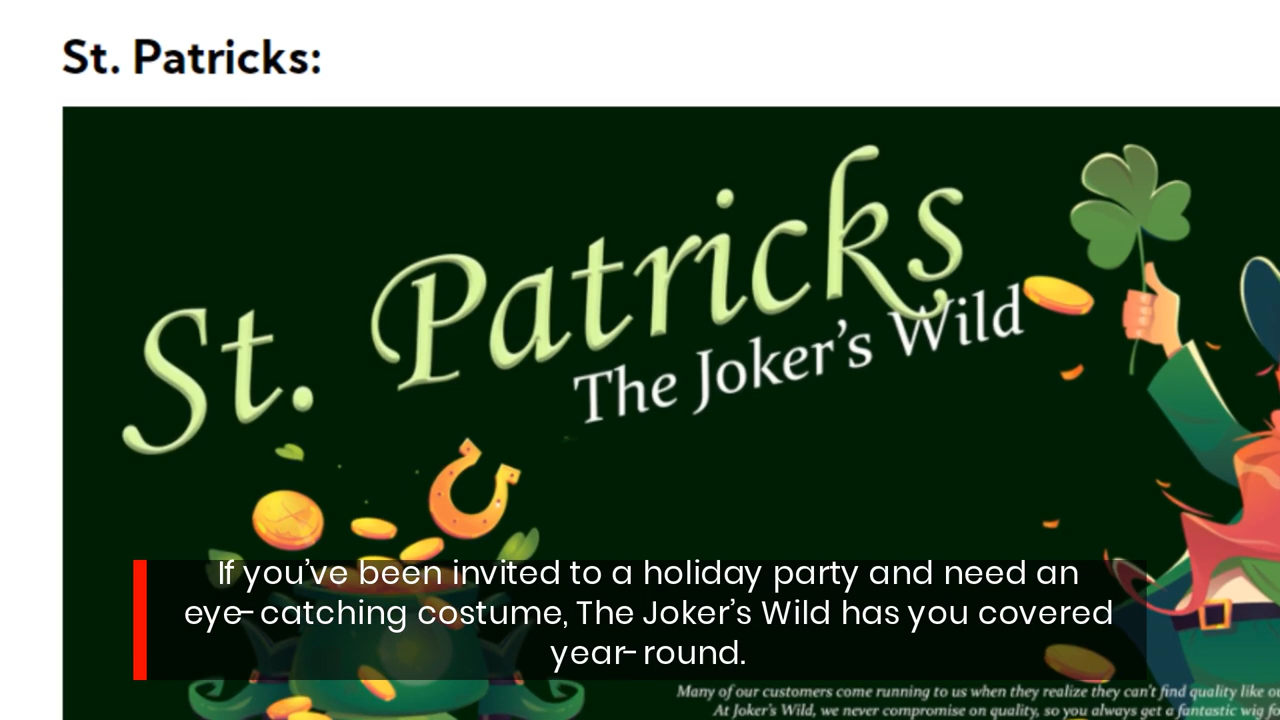 St. Patricks:
St. Patricks
The Joker's Wild
If you've been invited to a holiday party and need an
eye-catching costume, The Joker's Wild has you covered
year-round.
Many of our customers come running to us when they realize they can't find quality like
At Joker's Wild, we never compromise on quality, so you always get a fantastic wig